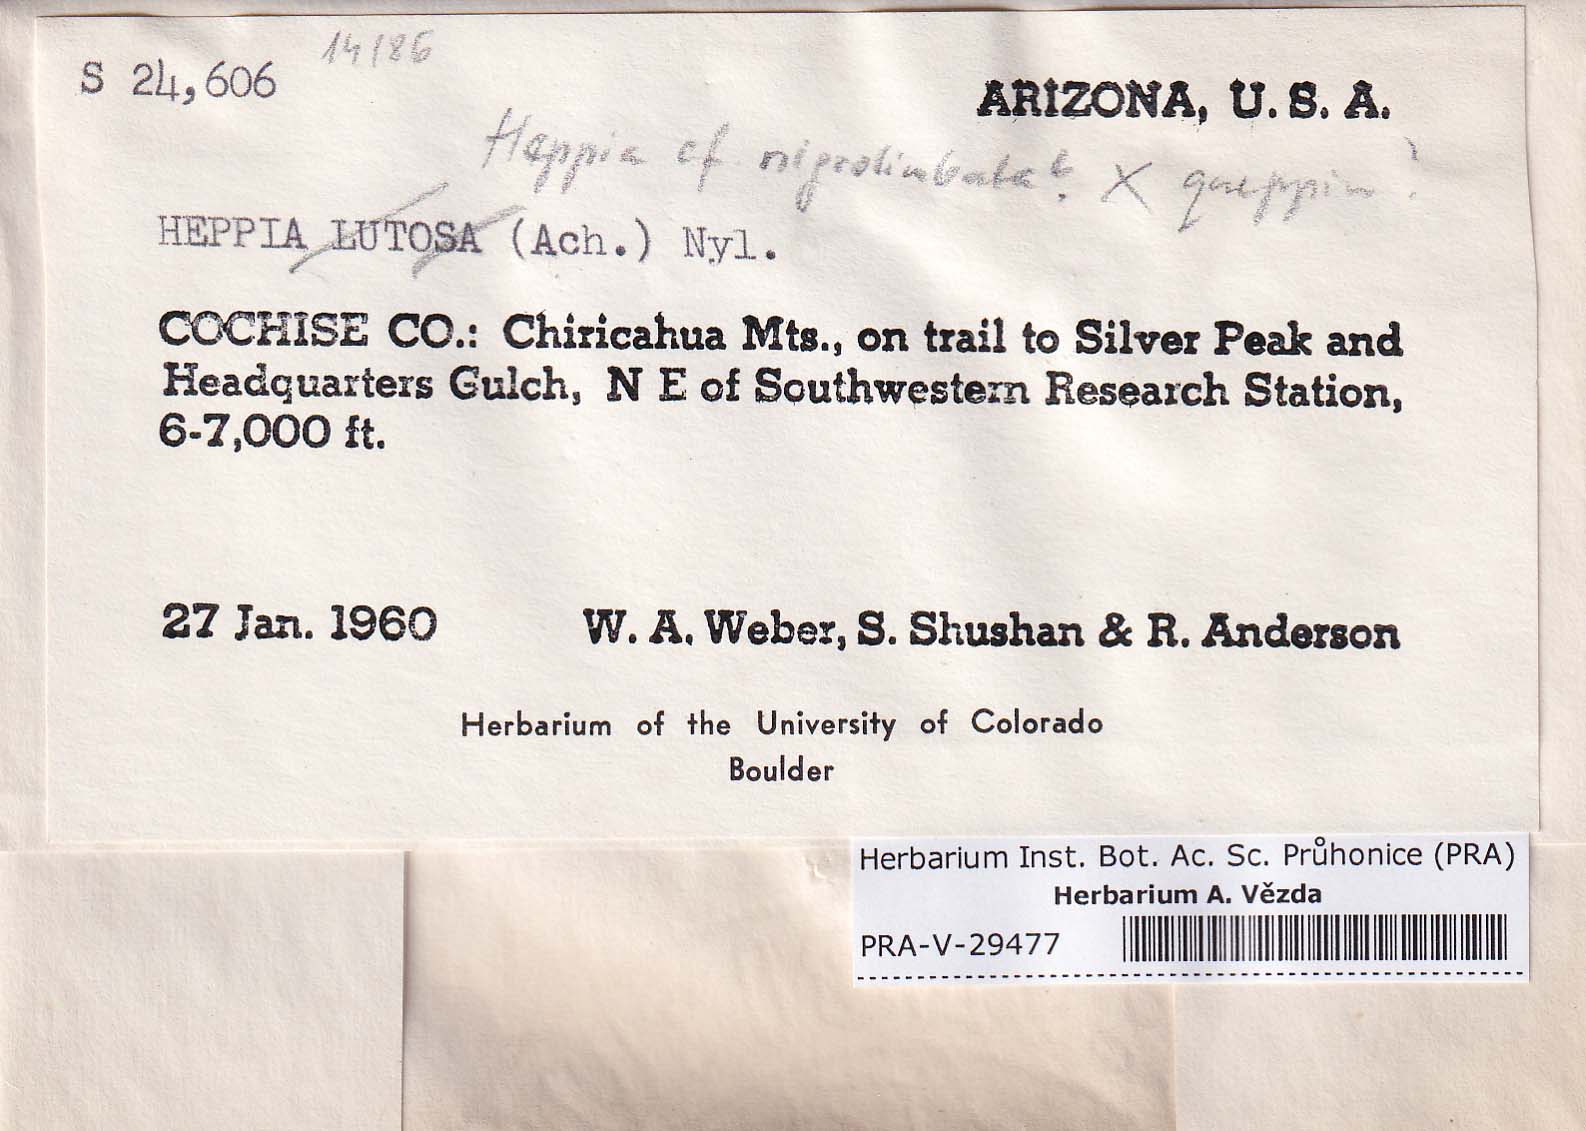 S 24,606 14186
ARIZONA, U. S. A.
Heppia cf. nigrolimbata? X
HEPPIA LUTOSA (Ach.) Nyl.
COCHISE CO.: Chiricahua Mts., on trail to Silver Peak and
Headquarters Gulch, N E of Southwestern Research Station,
6-7,000 ft.
27 Jan. 1960 W. A. Weber, S. Shushan & R. Anderson
Herbarium of the University of Colorado
Boulder
Herbarium Inst. Bot. Ac. Sc. Průhonice (PRA)
Herbarium A. Vězda
PRA-V-29477